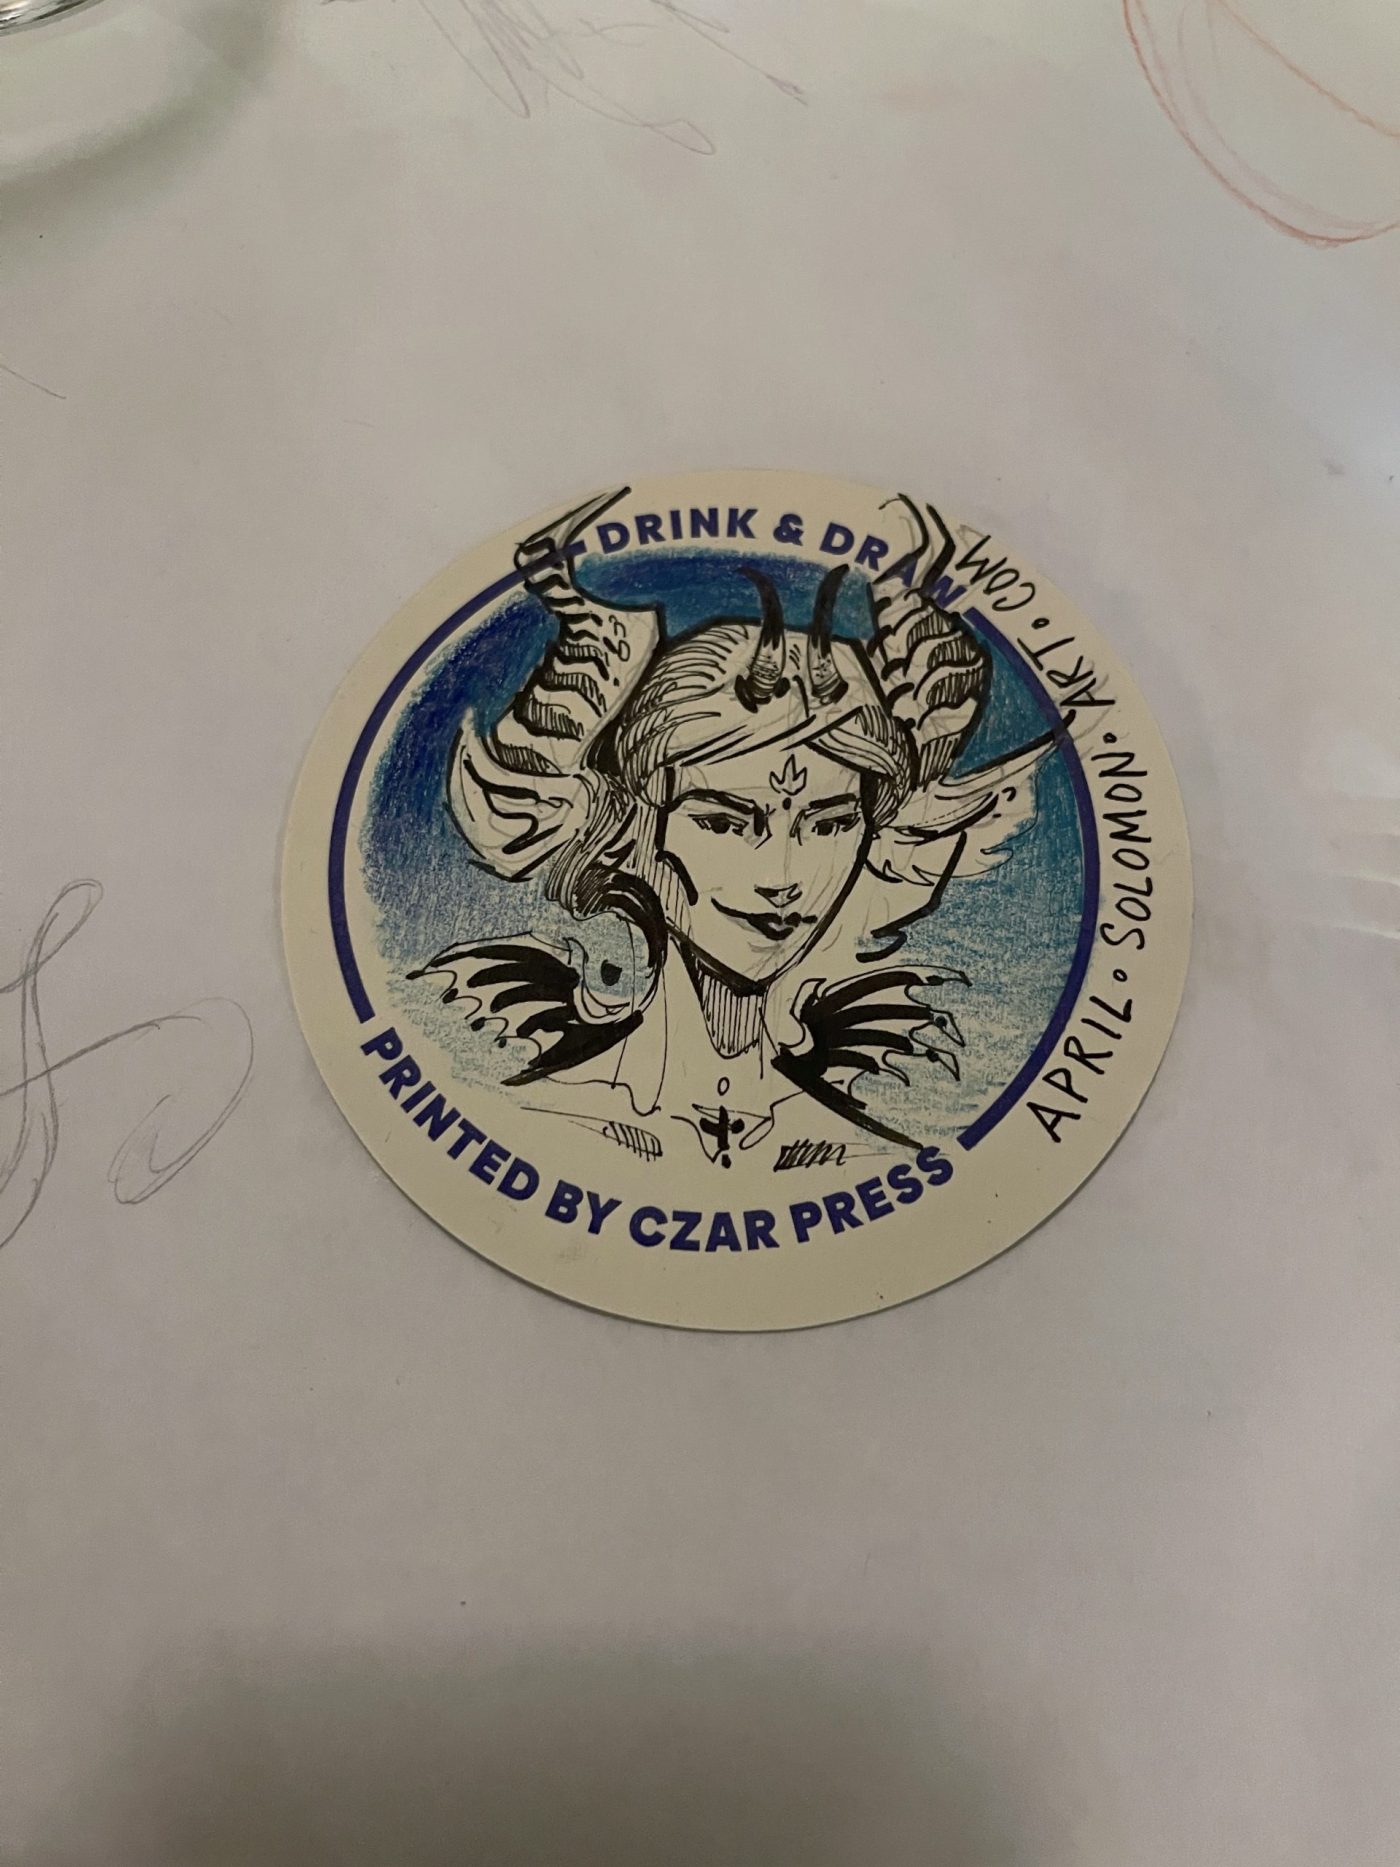 DRINK & DRAW
PRINTED BY CZAR PRESS
APRIL • SOLOMON • ART • COM